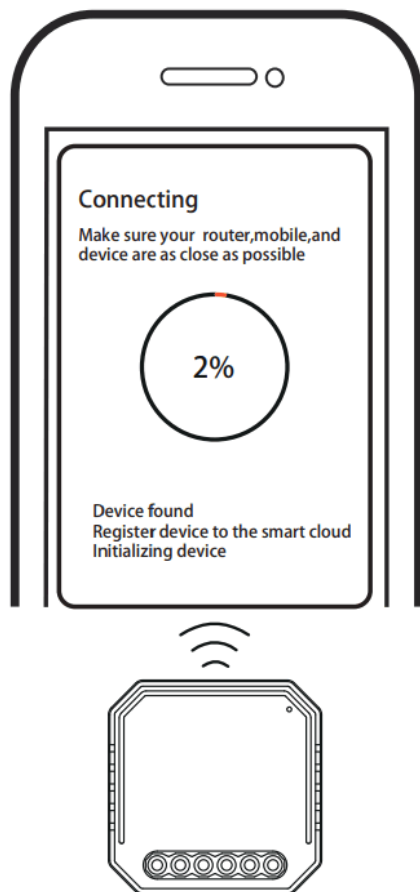 Connecting
Make sure your router,mobile,and
device are as close as possible
2%
Device found
Register device to the smart cloud
Initializing device